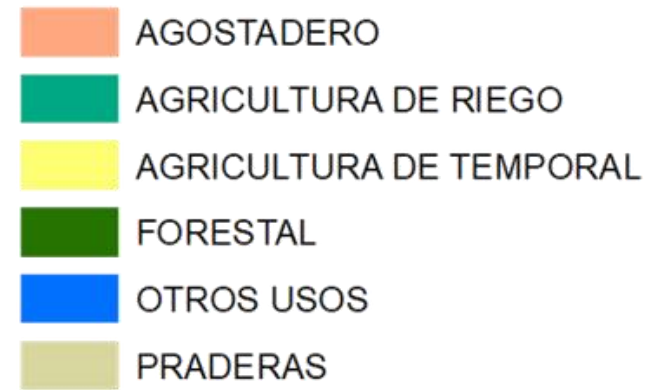 AGOSTADERO
AGRICULTURA DE RIEGO
AGRICULTURA DE TEMPORAL
FORESTAL
OTROS USOS
PRADERAS